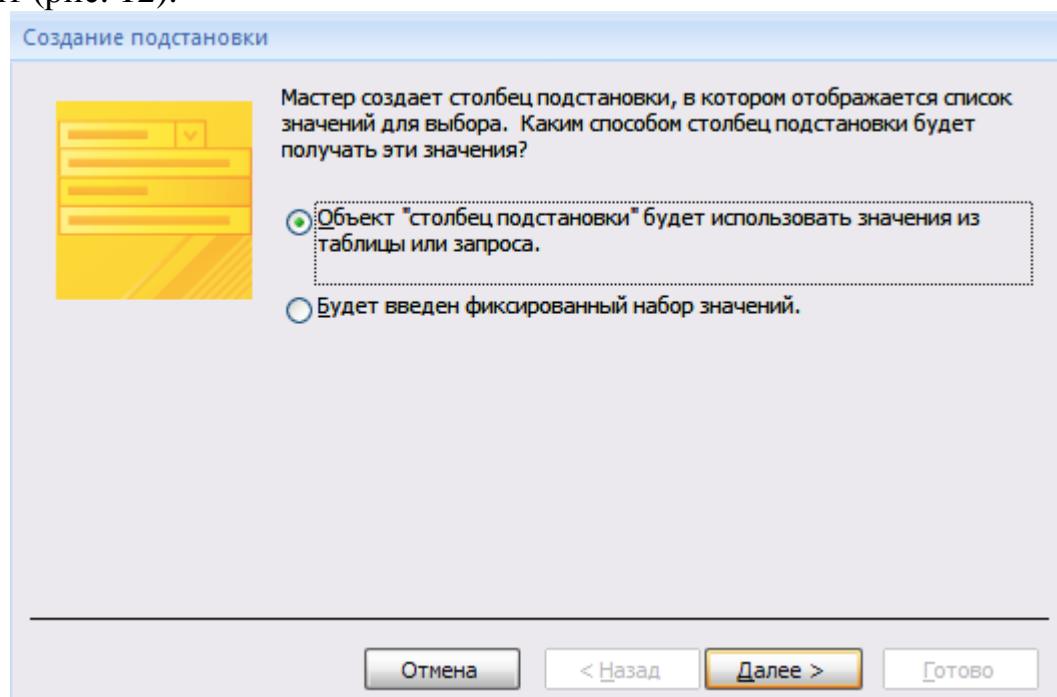 (рис. 12).
Создание подстановки
Мастер создает столбец подстановки, в котором отображается список
значений для выбора. Каким способом столбец подстановки будет
получать эти значения?
Объект "столбец подстановки" будет использовать значения из
таблицы или запроса.
Будет введен фиксированный набор значений.
Отмена
< Назад
Далее >
Готово